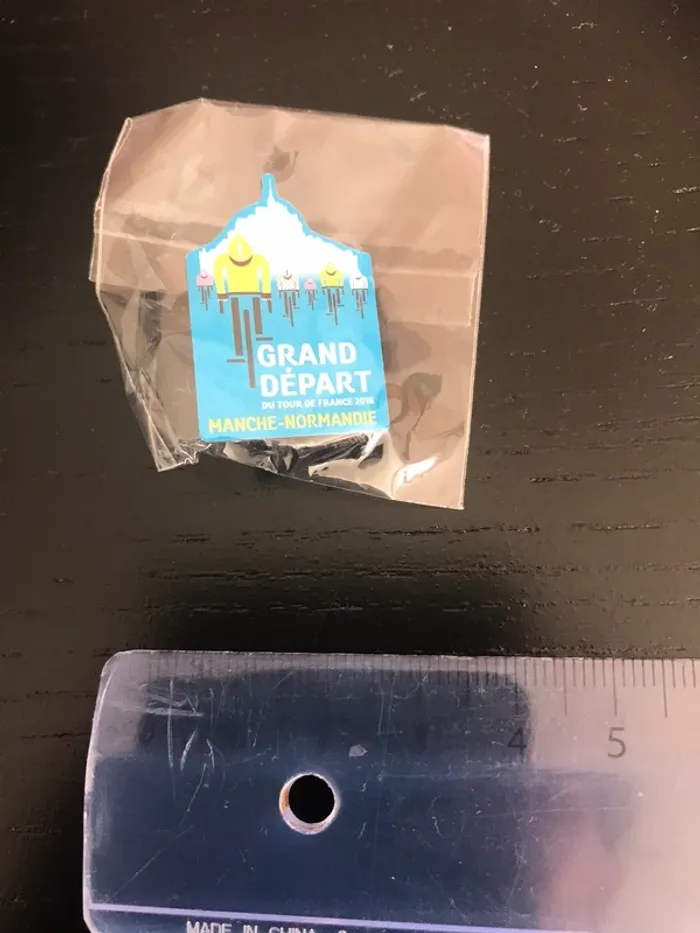 GRAND
DÉPART
DU TOUR DE FRANCE 2016
MANCHE-NORMANDIE
4 5
MADE IN CHINA